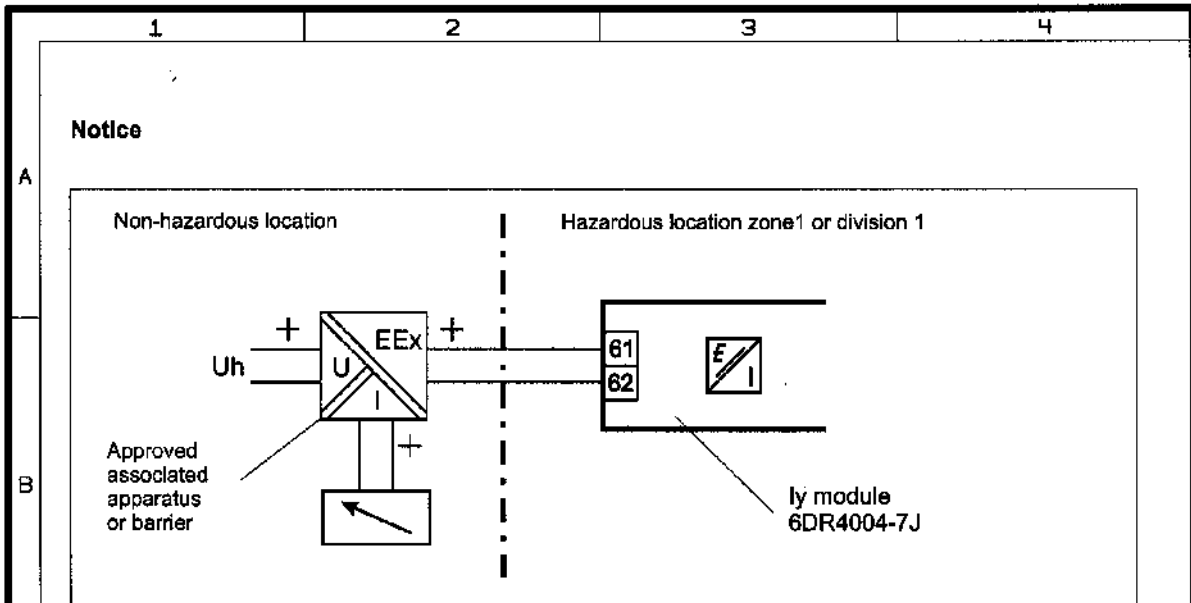 1 2 3 4
Notice
A
Non-hazardous location
Hazardous location zone1 or division 1
+ EEx +
Uh U
I
61
62
E
I
+
Approved
associated
apparatus
or barrier
B
Iy module
6DR4004-7J